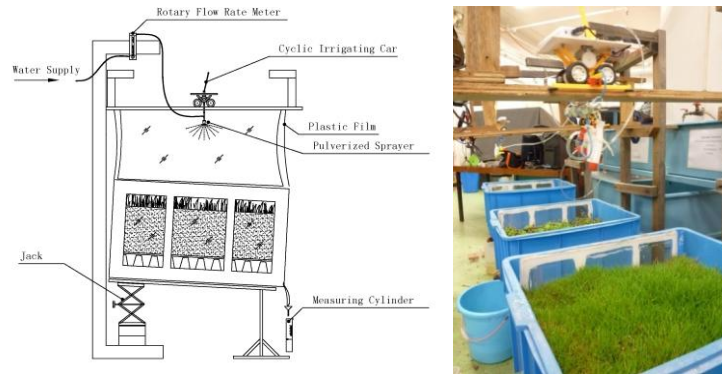 Rotary Flow Rate Meter
Cyclic Irrigating Car
Water Supply
Plastic Film
Pulverized Sprayer
Jack
Measuring Cylinder